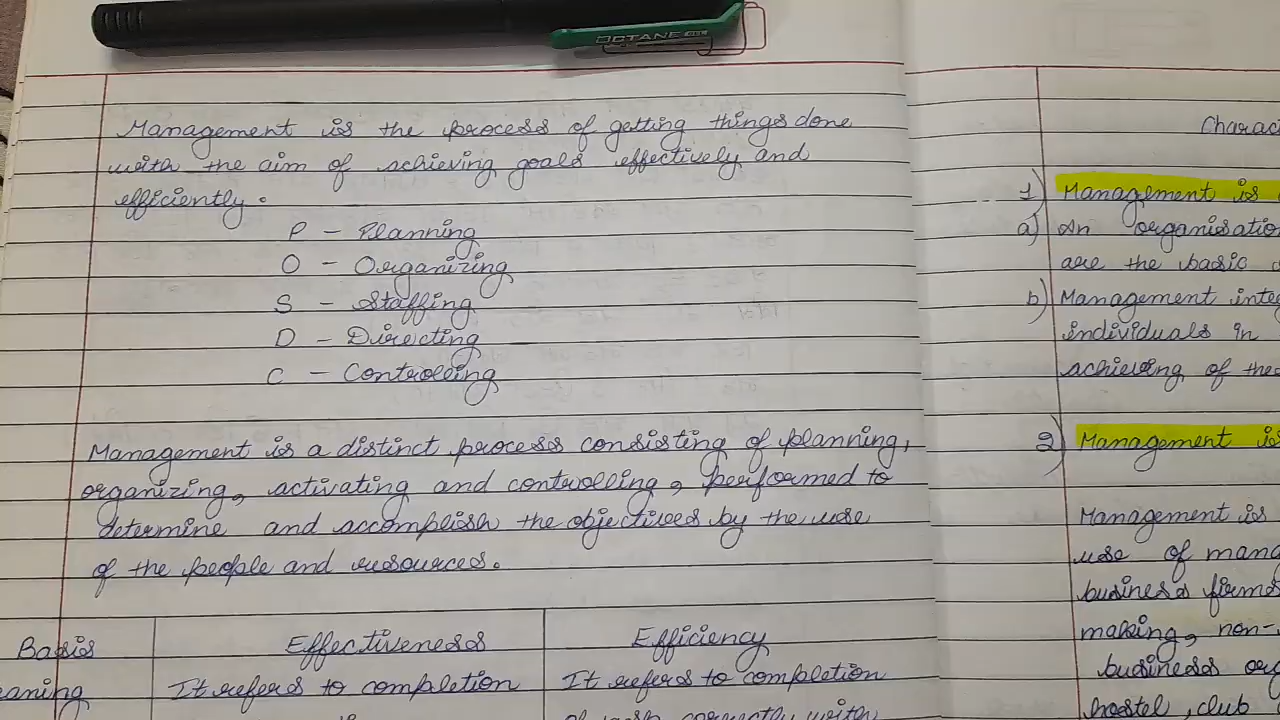 OCTANE
Management is the process of getting things done
with the aim of achieving goals effectively and
efficiently.
P - Planning
O - Organizing
S - Staffing
D - Directing
C - Controlling
Management is a distinct process consisting of planning,
organizing, activating and controlling, performed to
determine and accomplish the objectives by the use
of the people and resources.
Basis Effectiveness Efficiency
eaning It refers to completion It refers to completion
correctly with
Charac
1) Management is
a) In organisation
are the basic
b) Management inte
individuals in
achieving of the
2) Management is
Management is
use of mana
business firms
making, non-
business org
hostel, club